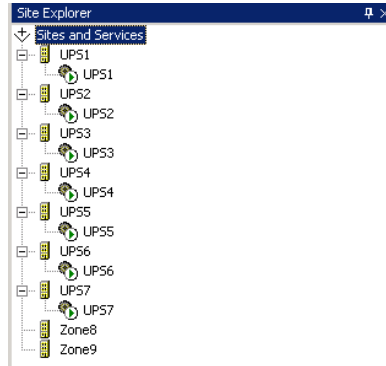 Site Explorer
Sites and Services
UPS1
UPS1
UPS2
UPS2
UPS3
UPS3
UPS4
UPS4
UPS5
UPS5
UPS6
UPS6
UPS7
UPS7
Zone8
Zone9